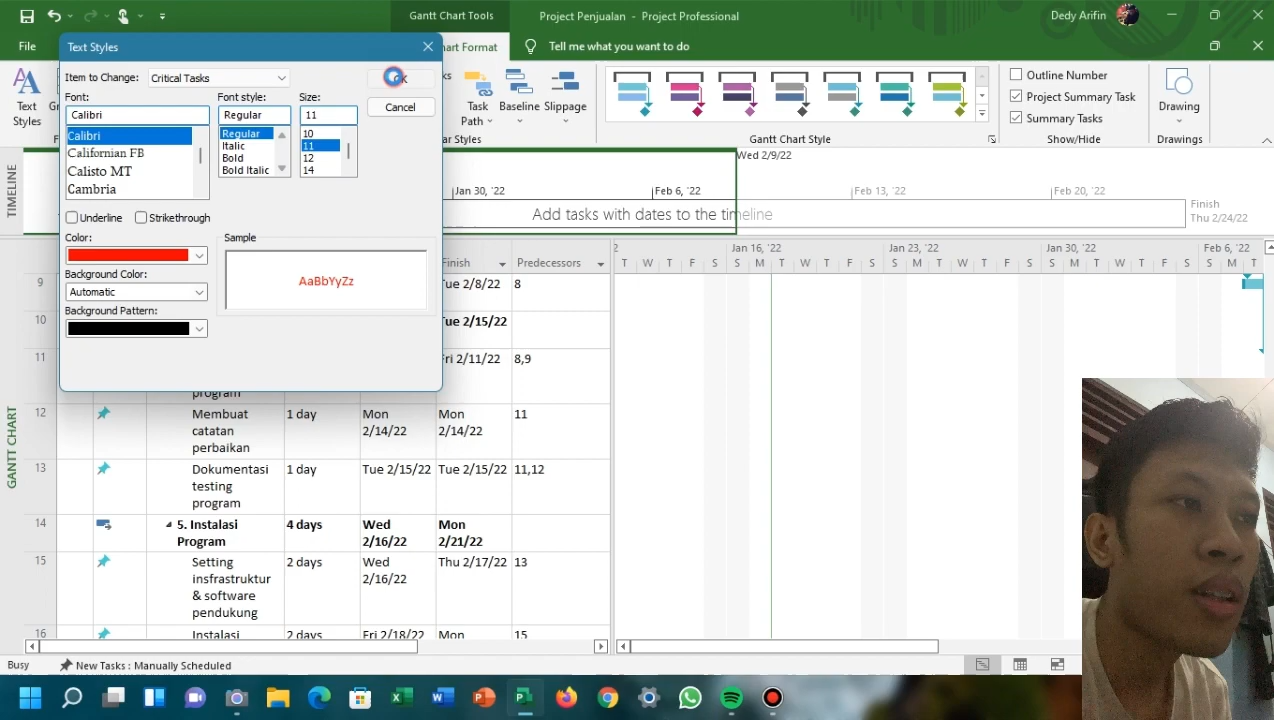 Gantt Chart Tools
Project Penjualan - Project Professional
Dedy Arifin
File
Chart Format
Tell me what you want to do
Text Styles
Item to Change: Critical Tasks
OK
Cancel
Font:
Font style:
Size:
Calibri
Regular
11
Calibri
Californian FB
Calisto MT
Cambria
Regular
Italic
Bold
Bold Italic
10
11
12
14
Underline
Strikethrough
Color:
Sample
AaBbYyZz
Background Color:
Automatic
Background Pattern:
Text Styles
Task Path
Baseline
Slippage
Bar Styles
Gantt Chart Style
Outline Number
Project Summary Task
Summary Tasks
Show/Hide
Drawing
Drawings
TIMELINE
Wed 2/9/22
Jan 30, '22
Feb 6, '22
Feb 13, '22
Feb 20, '22
Add tasks with dates to the timeline
Finish
Thu 2/24/22
GANTT CHART
Finish
Predecessors
2
Jan 16, '22
Jan 23, '22
Jan 30, '22
Feb 6, '22
T W T F S S M T W T F S S M T W T F S S M T W T F S S M T
9
Tue 2/8/22
8
10
Tue 2/15/22
11
program
Fri 2/11/22
8,9
12
Membuat catatan perbaikan
1 day
Mon 2/14/22
Mon 2/14/22
11
13
Dokumentasi testing program
1 day
Tue 2/15/22
Tue 2/15/22
11,12
14
5. Instalasi Program
4 days
Wed 2/16/22
Mon 2/21/22
15
Setting insfrastruktur & software pendukung
2 days
Wed 2/16/22
Thu 2/17/22
13
16
Instalasi
2 days
Fri 2/18/22
Mon
15
Busy
New Tasks : Manually Scheduled